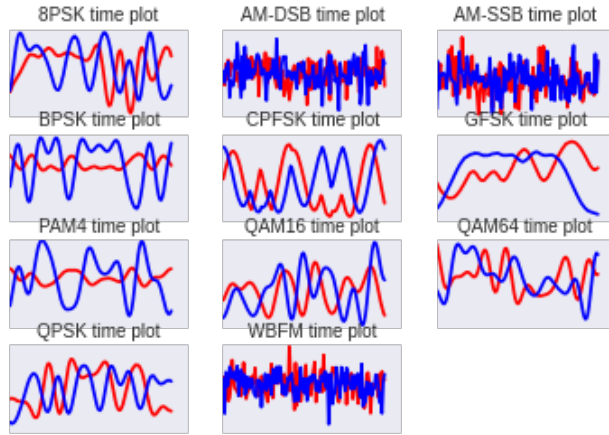 8PSK time plot AM-DSB time plot AM-SSB time plot
BPSK time plot CPFSK time plot GFSK time plot
PAM4 time plot QAM16 time plot QAM64 time plot
QPSK time plot WBFM time plot